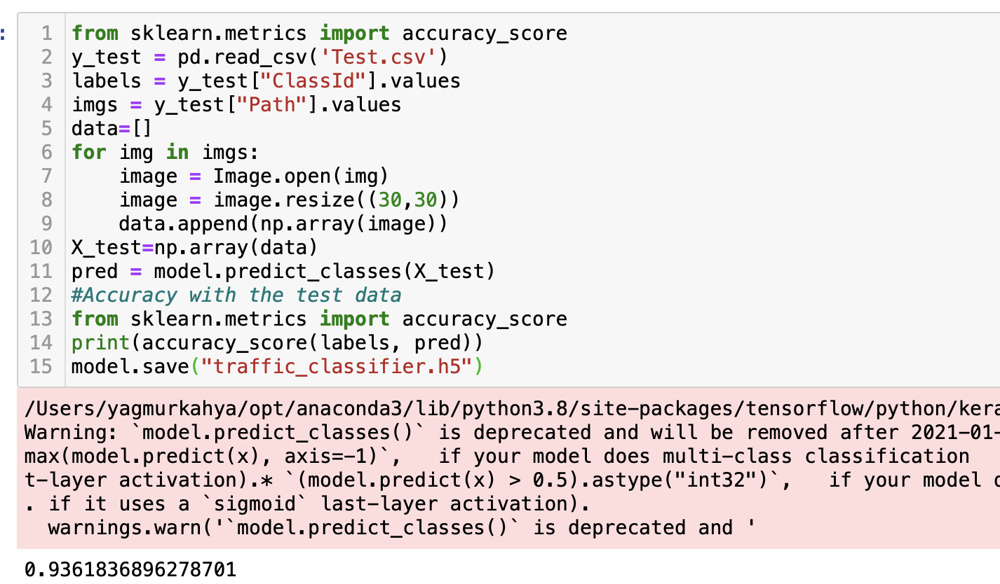 :
1 from sklearn.metrics import accuracy_score
2 y_test = pd.read_csv('Test.csv')
3 labels = y_test["ClassId"].values
4 imgs = y_test["Path"].values
5 data=[]
6 for img in imgs:
7     image = Image.open(img)
8     image = image.resize((30,30))
9     data.append(np.array(image))
10 X_test=np.array(data)
11 pred = model.predict_classes(X_test)
12 #Accuracy with the test data
13 from sklearn.metrics import accuracy_score
14 print(accuracy_score(labels, pred))
15 model.save("traffic_classifier.h5")
/Users/yagmurkahya/opt/anaconda3/lib/python3.8/site-packages/tensorflow/python/kera
Warning: `model.predict_classes()` is deprecated and will be removed after 2021-01-
max(model.predict(x), axis=-1)`,   if your model does multi-class classification
t-layer activation).* `(model.predict(x) > 0.5).astype("int32")`,   if your model
. if it uses a `sigmoid` last-layer activation).
  warnings.warn('`model.predict_classes()` is deprecated and '
0.9361836896278701